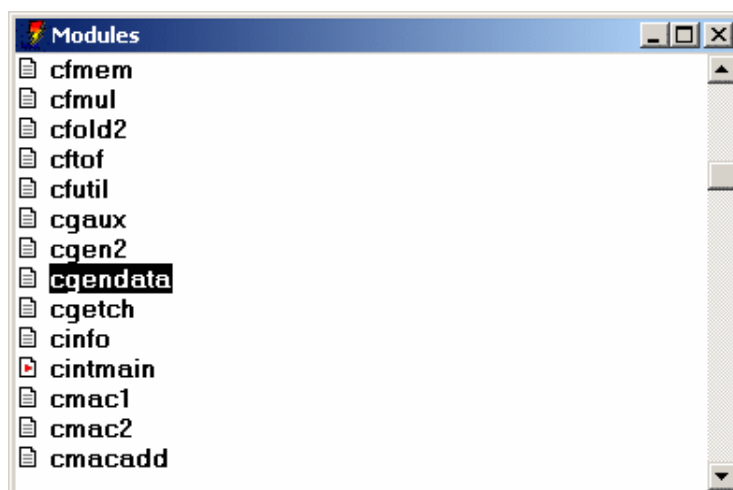 Modules
cfmem
cfmul
cfold2
cftof
cfutil
cgaux
cgen2
cgendata
cgetch
cinfo
cintmain
cmac1
cmac2
cmacadd